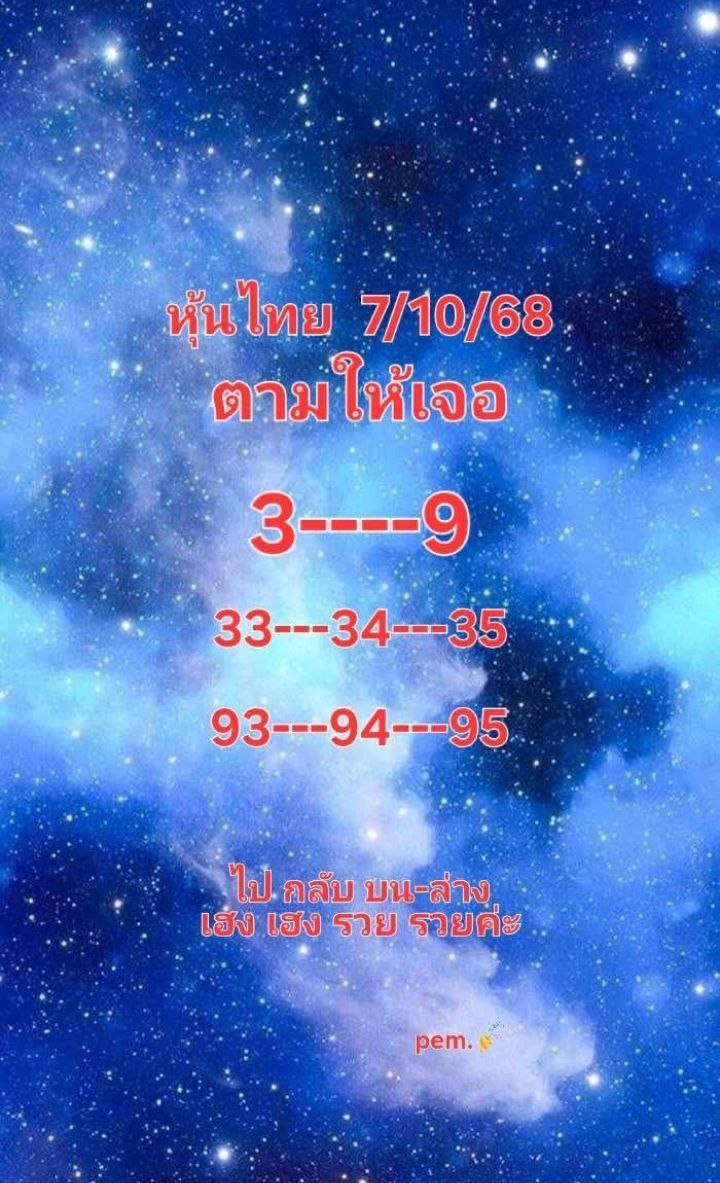 หุ้นไทย 7/10/68
ตามให้เจอ
3----9
33---34---35
93---94---95
ไป กลับ บน-ล่าง
เฮง เฮง รวย รวยค่ะ
pem.🎉